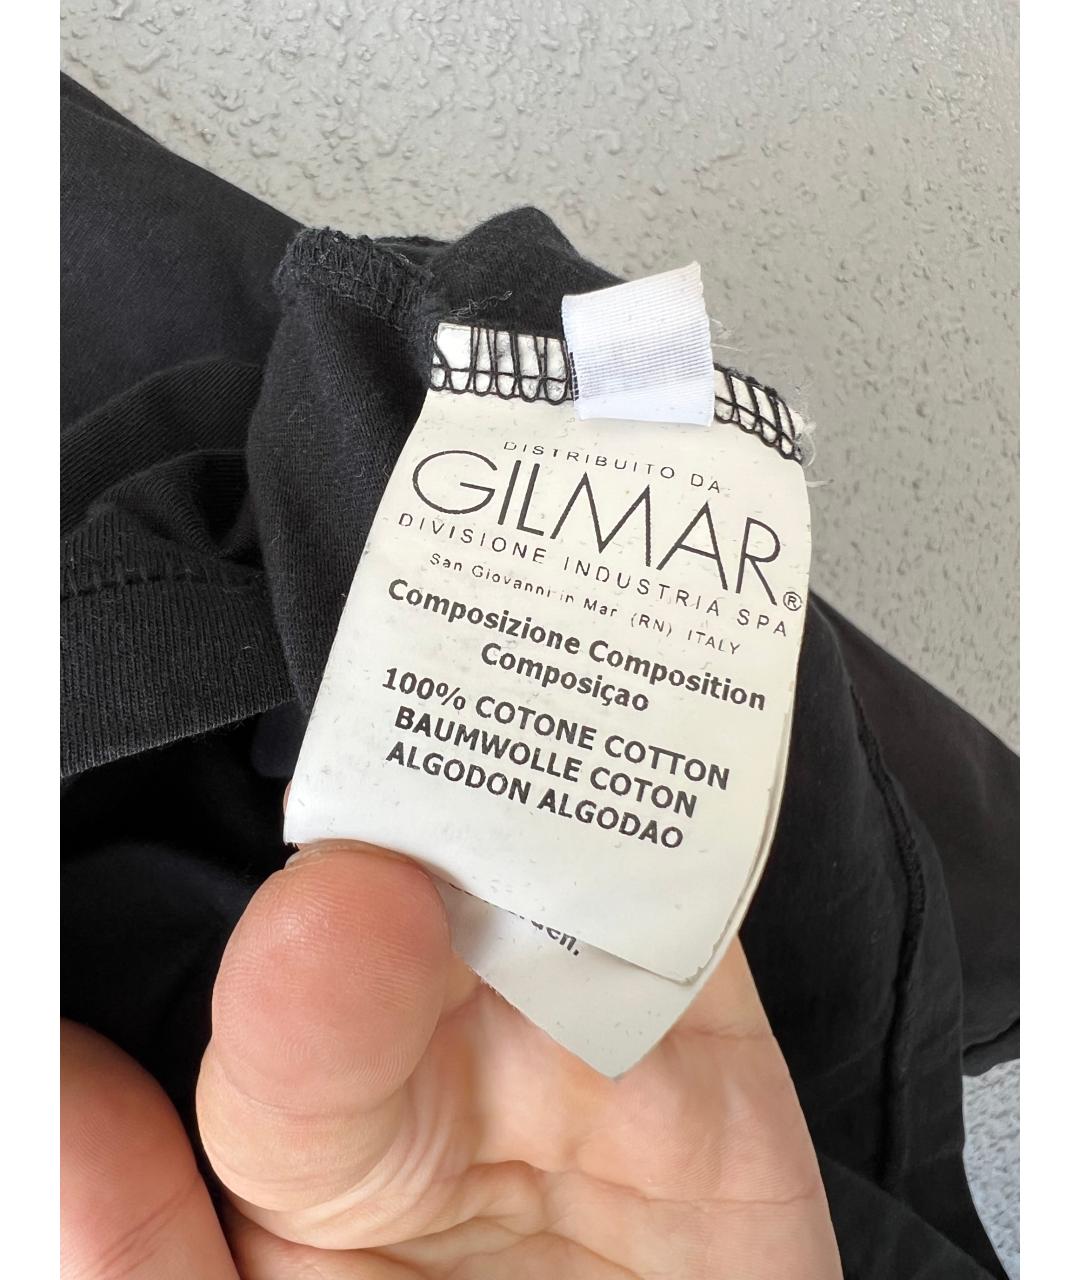 DISTRIBUITO DA
GILMAR®
DIVISIONE INDUSTRIA SPA
San Giovanni in Mar (RN) ITALY
Composizione Composition
Composiçao
100% COTONE COTTON
BAUMWOLLE COTON
ALGODON ALGODAO